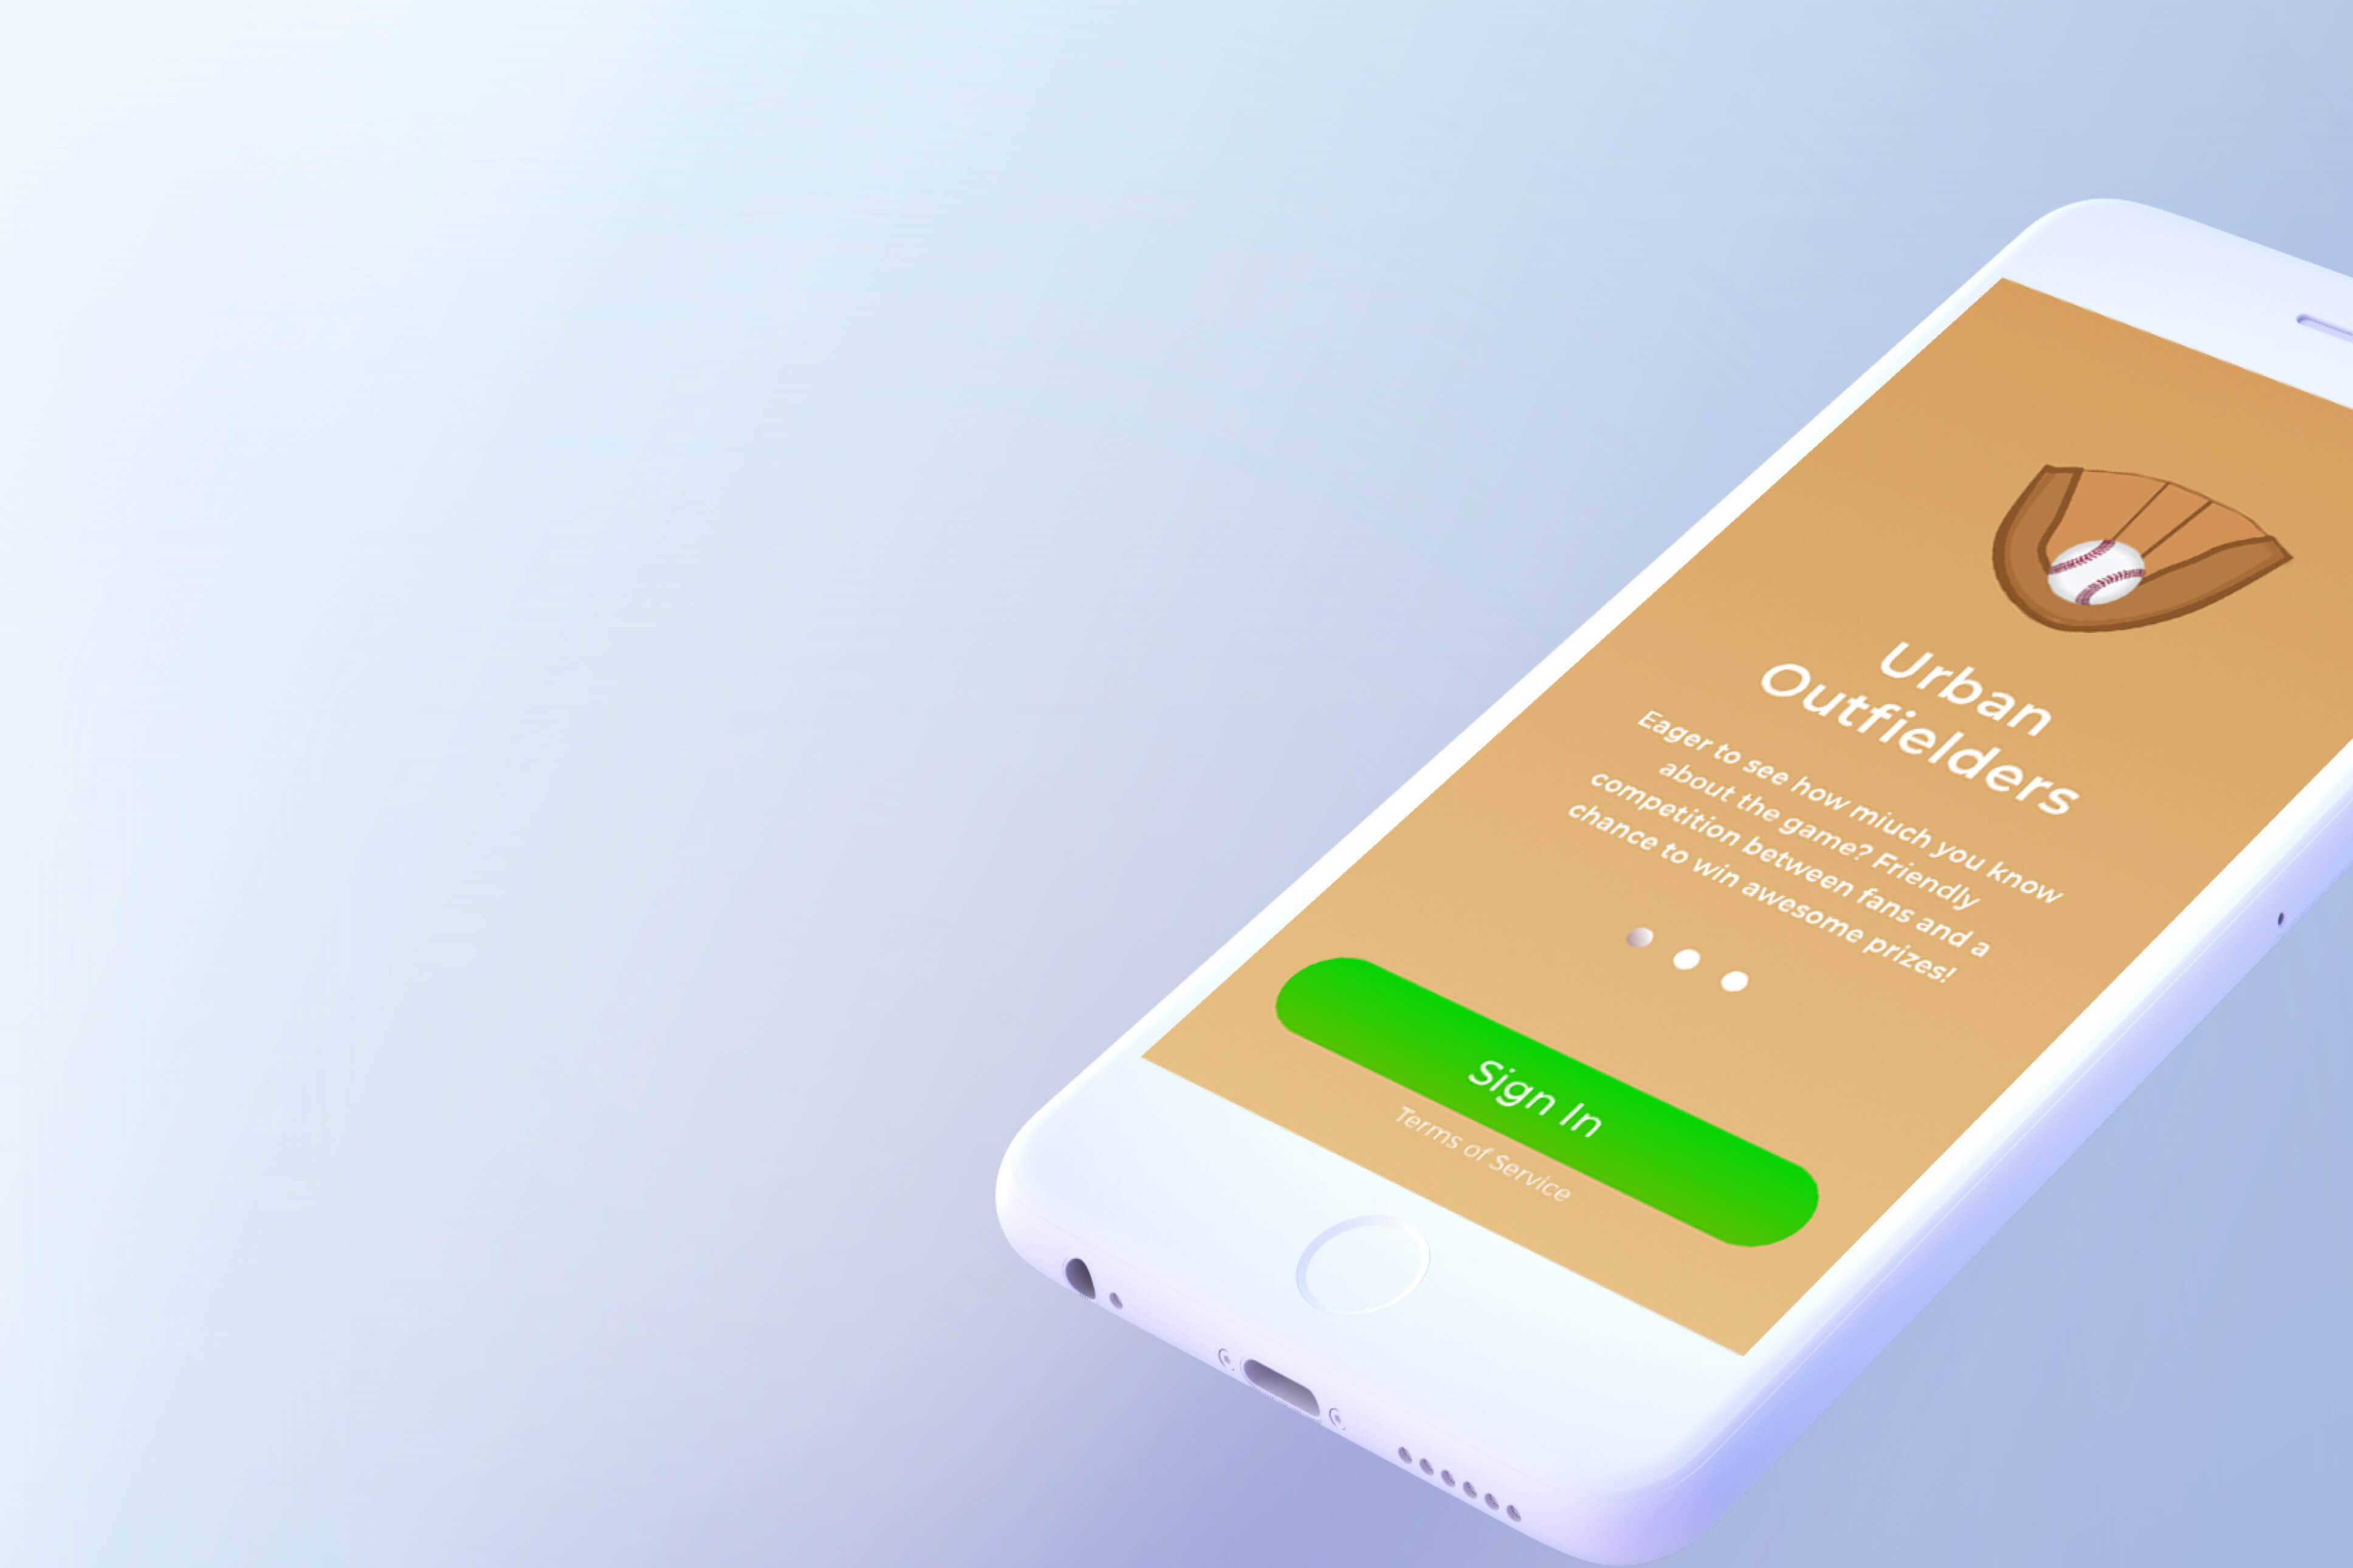 Urban
Outfielders
Eager to see how miuch you know
about the game? Friendly
competition between fans and a
chance to win awesome prizes!
Sign In
Terms of Service